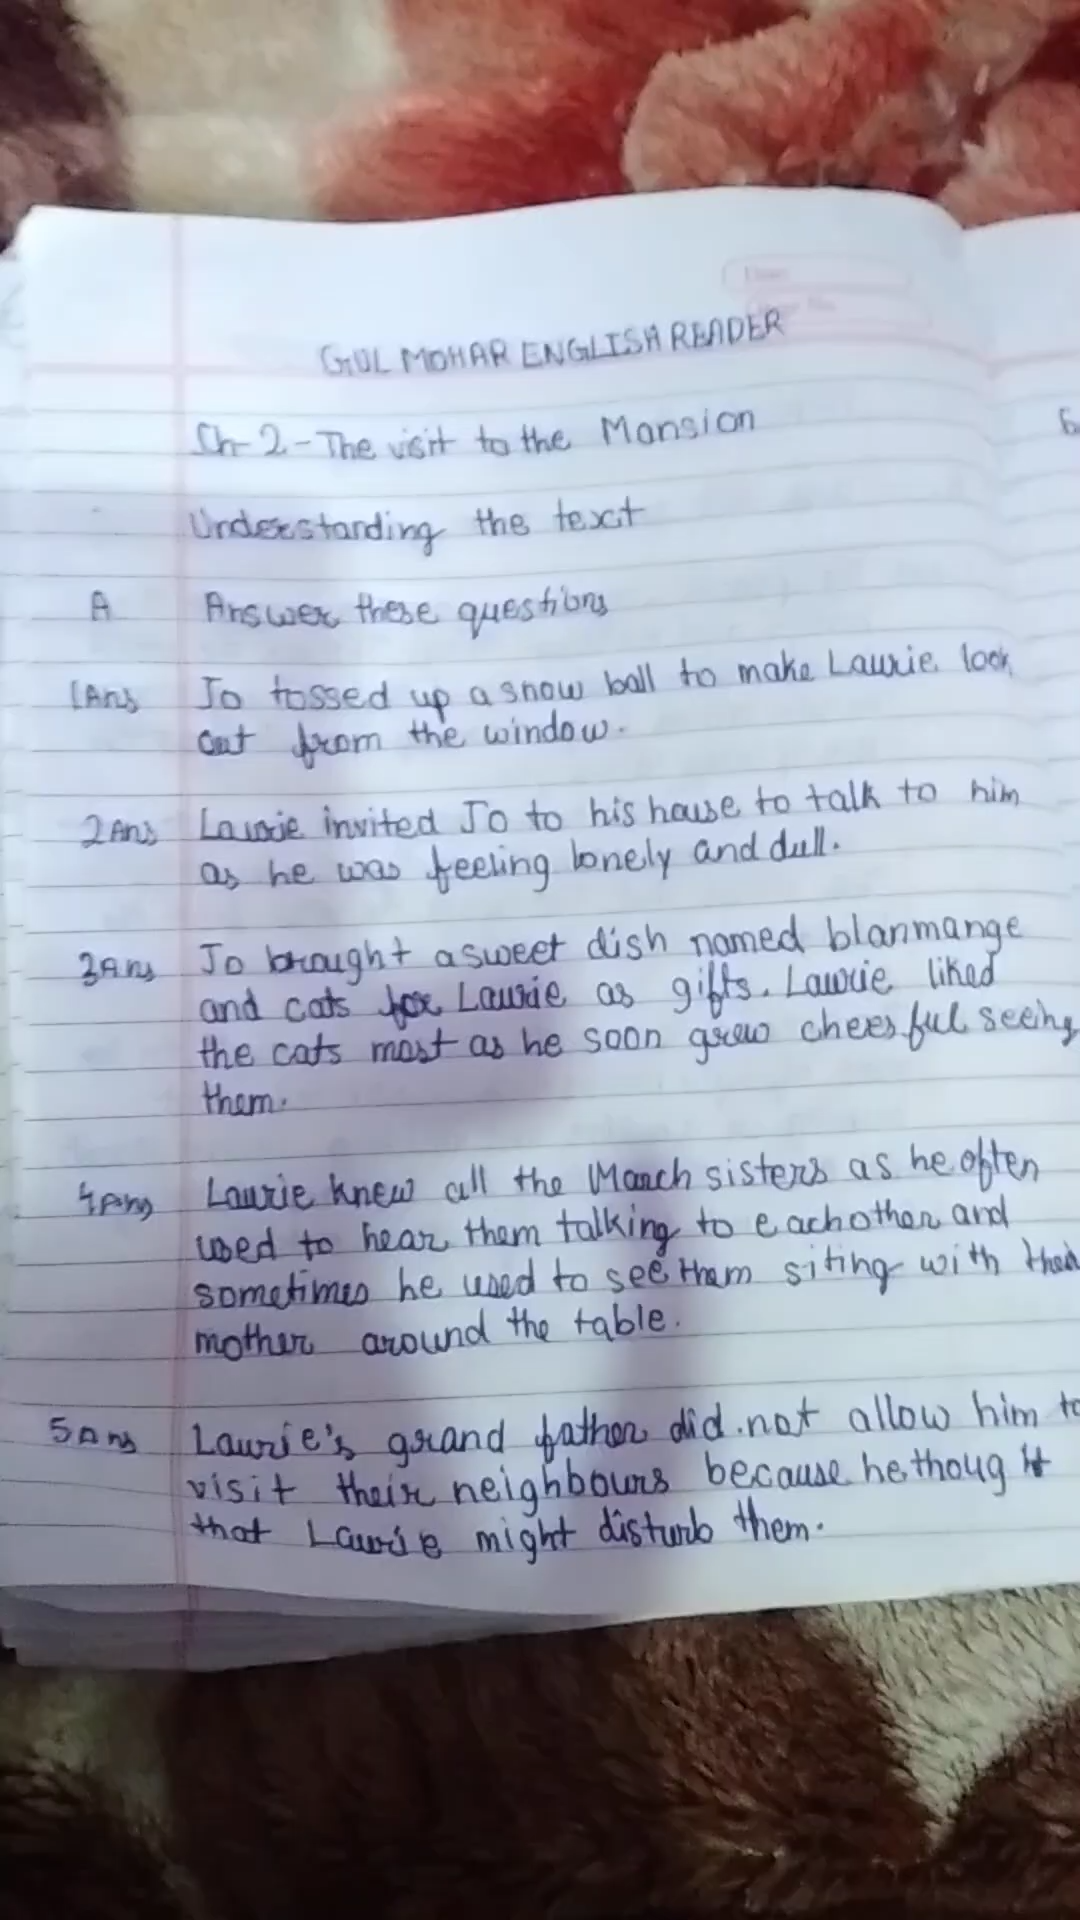 GUL MOHAR ENGLISH READER
Ch-2-The visit to the Mansion
6
Understanding the text
A Answer these questions
1Ans Jo tossed up a snow ball to make Laurie look
out from the window.
2Ans Laurie invited Jo to his house to talk to him
as he was feeling lonely and dull.
3Ans Jo brought a sweet dish named blanmange
and cats for Laurie as gifts. Laurie liked
the cats most as he soon grew cheerful seeing
them.
4Ans Laurie knew all the March sisters as he often
used to hear them talking to eachother and
sometimes he used to see them siting with their
mother around the table.
5Ans Laurie's grand father did not allow him to
visit their neighbours because he thought
that Laurie might disturb them.